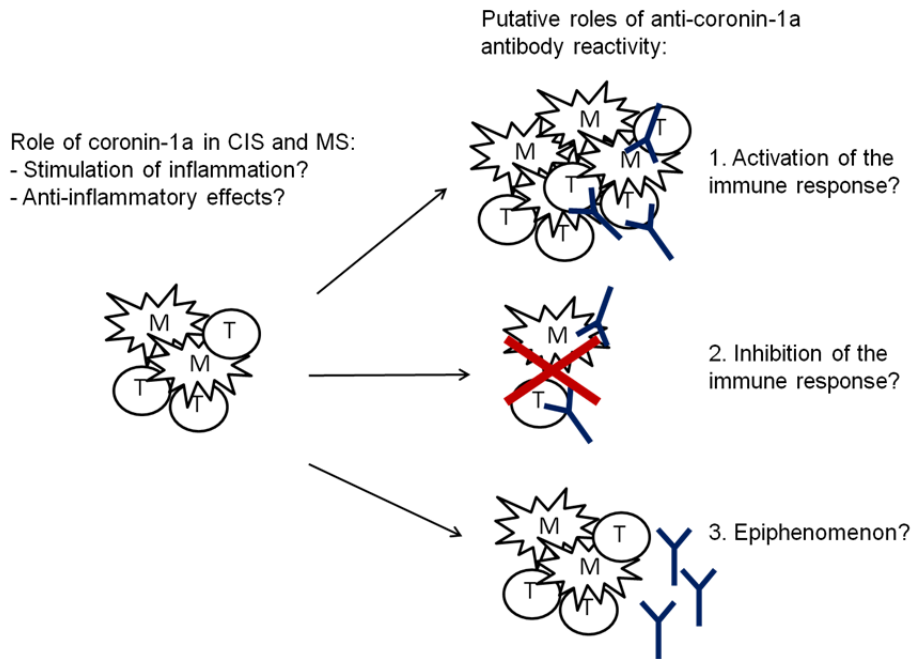 Putative roles of anti-coronin-1a
antibody reactivity:
Role of coronin-1a in CIS and MS:
- Stimulation of inflammation?
- Anti-inflammatory effects?
M
T
M
M
T
T
T
T
1. Activation of the
immune response?
M
T
M
T
T
M
T
2. Inhibition of the
immune response?
M
T
M
T
T
3. Epiphenomenon?